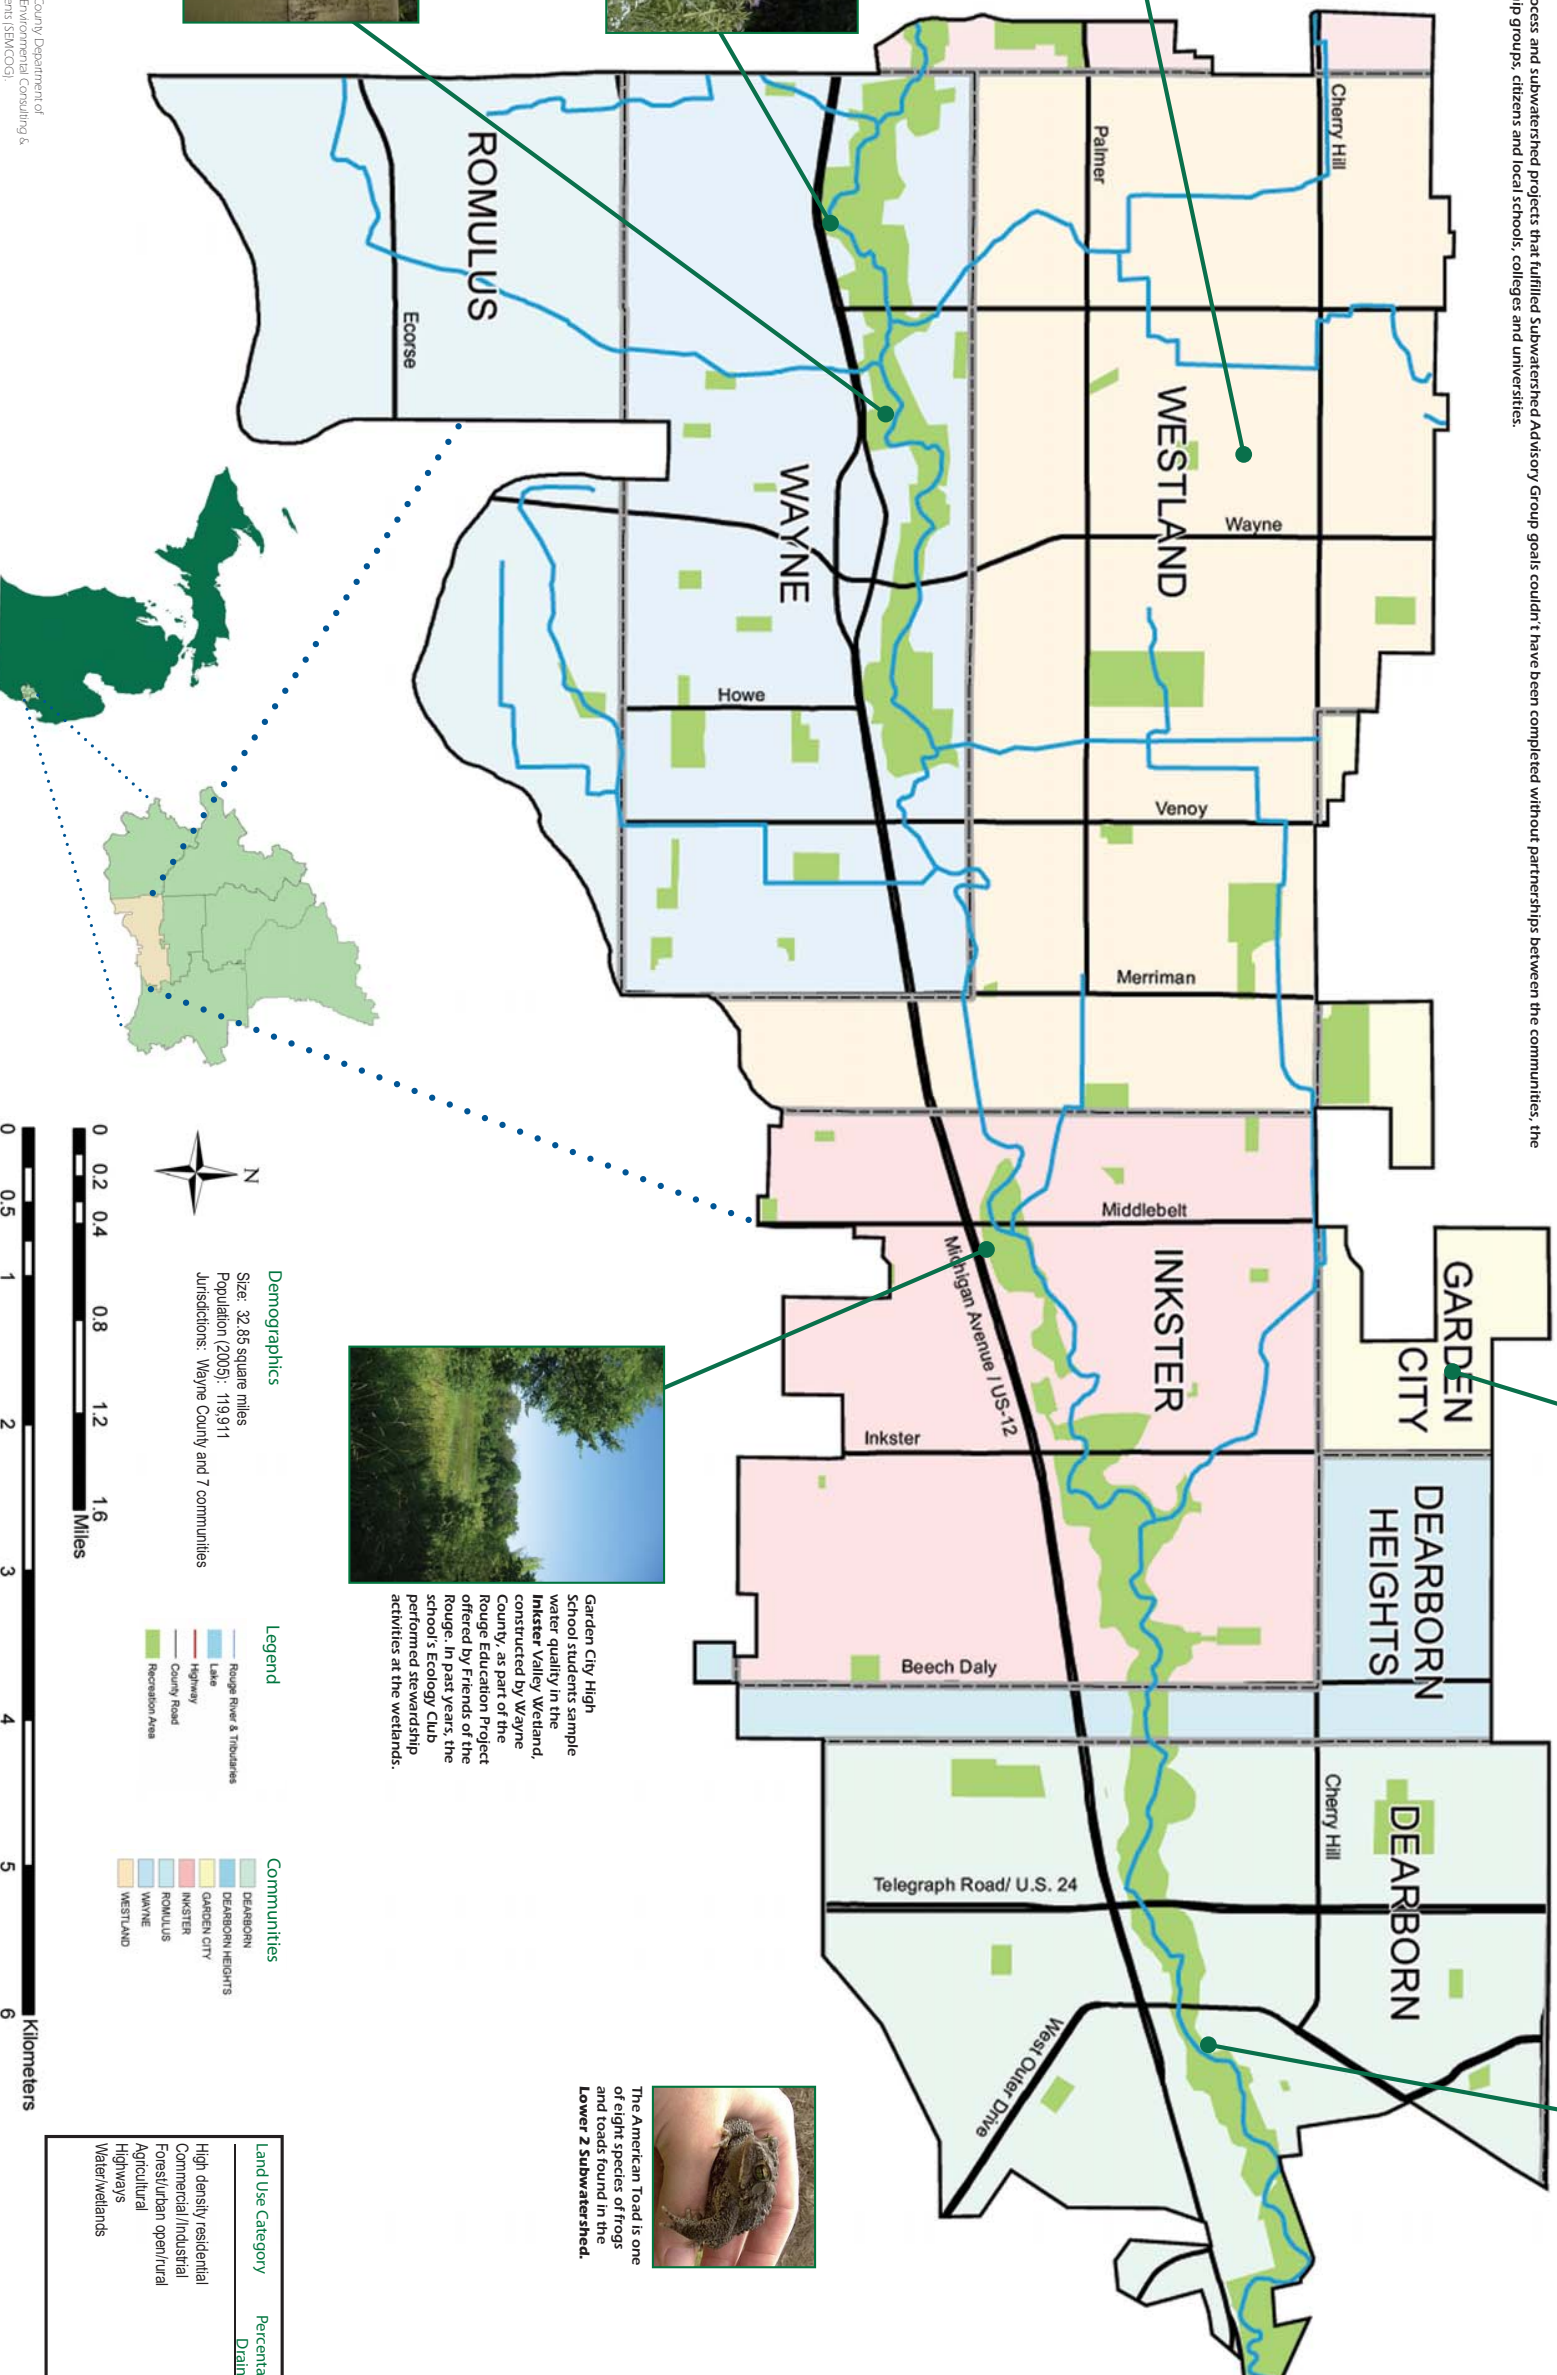 ocess and subwatershed projects that fulfilled Subwatershed Advisory Group goals couldn't have been completed without partnerships between the communities, the
ip groups, citizens and local schools, colleges and universities.
Cherry Hill
Palmer
WESTLAND
Wayne
Venoy
Merriman
WAYNE
Howe
ROMULUS
Ecorse
GARDEN
CITY
INKSTER
Middlebelt
Michigan Avenue / US-12
Inkster
DEARBORN
HEIGHTS
Beech Daly
DEARBORN
Cherry Hill
Telegraph Road/ U.S. 24
West Outer Drive
Garden City High
School students sample
water quality in the
Inkster Valley Wetland,
constructed by Wayne
County, as part of the
Rouge Education Project
offered by Friends of the
Rouge. In past years, the
school's Ecology Club
performed stewardship
activities at the wetlands.
The American Toad is one
of eight species of frogs
and toads found in the
Lower 2 Subwatershed.
Demographics
Size: 32.85 square miles
Population (2005): 119,911
Jurisdictions: Wayne County and 7 communities
Legend
Rouge River & Tributaries
Lake
Highway
County Road
Recreation Area
Communities
DEARBORN
DEARBORN HEIGHTS
GARDEN CITY
INKSTER
ROMULUS
WAYNE
WESTLAND
N
0 0.2 0.4 0.8 1.2 1.6
Miles
0 0.5 1 2 3 4 5 6
Kilometers
Land Use Category Percenta
Drain
High density residential
Commercial/Industrial
Forest/urban open/rural
Agricultural
Highways
Water/wetlands
County Department of
Environmental Consulting &
ents (SEMCOG).